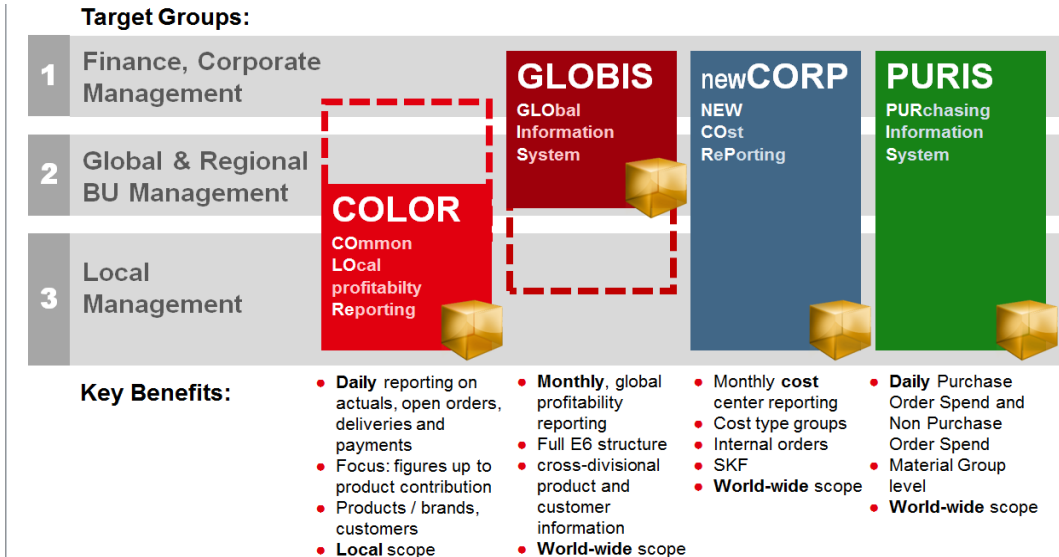 Target Groups:
1
Finance, Corporate
Management
2
Global & Regional
BU Management
3
Local
Management
COLOR
COmmon
LOcal
profitabilty
Reporting
GLOBIS
GLObal
Information
System
newCORP
NEW
COst
RePorting
PURIS
PURchasing
Information
System
Key Benefits:
• Daily reporting on
actuals, open orders,
deliveries and
payments
• Focus: figures up to
product contribution
• Products / brands,
customers
• Local scope
• Monthly, global
profitability
reporting
• Full E6 structure
• cross-divisional
product and
customer
information
• World-wide scope
• Monthly cost
center reporting
• Cost type groups
• Internal orders
• SKF
• World-wide scope
• Daily Purchase
Order Spend and
Non Purchase
Order Spend
• Material Group
level
• World-wide scope